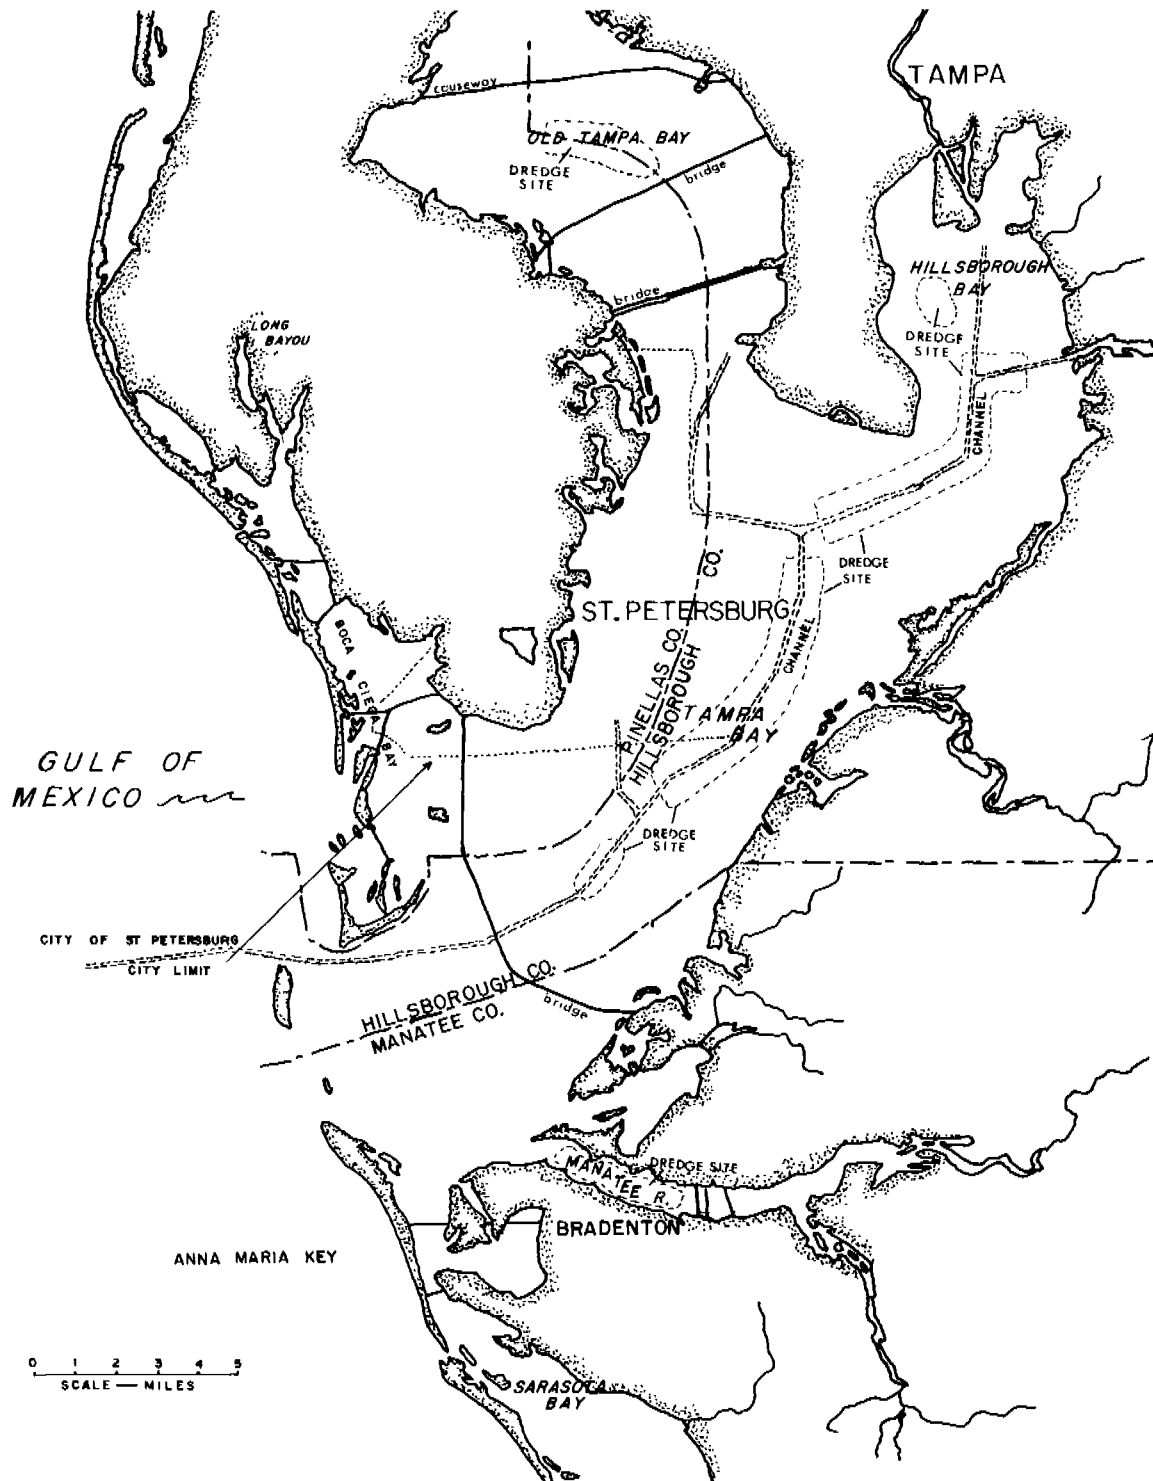 TAMPA
causeway
OLD TAMPA BAY
DREDGE
SITE
bridge
HILLSBOROUGH
BAY
bridge
LONG
BAYOU
DREDGE
SITE
CHANNEL
DREDGE
SITE
CO.
ST. PETERSBURG
BOCA
CIEGA
BAY
CHANNEL
PINELLAS CO.
HILLSBOROUGH
TAMPA
BAY
GULF OF
MEXICO
DREDGE
SITE
CITY OF ST PETERSBURG
CITY LIMIT
HILLSBOROUGH CO.
MANATEE CO.
bridge
DREDGE SITE
MANATEE R.
BRADENTON
ANNA MARIA KEY
0 1 2 3 4 5
SCALE — MILES
SARASOTA
BAY